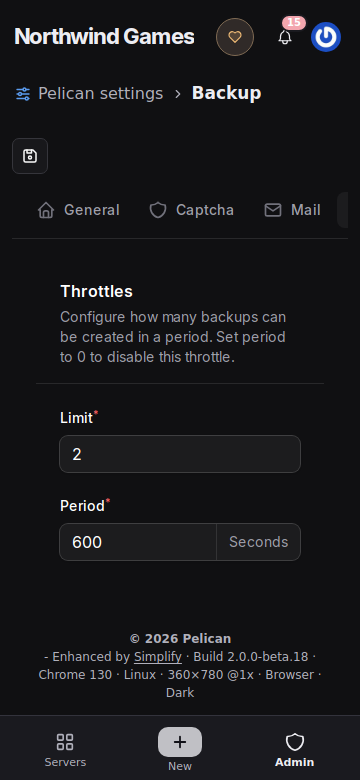 Northwind Games
15
Pelican settings > Backup
General Captcha Mail
Throttles
Configure how many backups can
be created in a period. Set period
to 0 to disable this throttle.
Limit*
2
Period*
600 Seconds
© 2026 Pelican
- Enhanced by Simplify · Build 2.0.0-beta.18 ·
Chrome 130 · Linux · 360×780 @1x · Browser ·
Dark
Servers New Admin